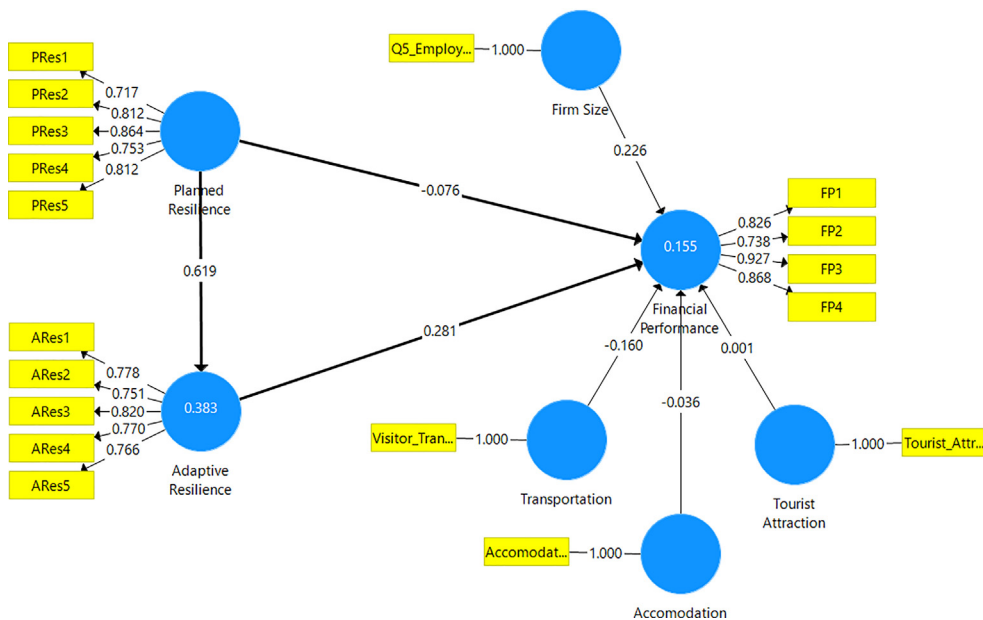 PRes1
PRes2
PRes3
PRes4
PRes5
0.717
0.812
0.864
0.753
0.812
Planned
Resilience
Q5_Employ...
1.000
Firm Size
0.226
-0.076
0.619
0.155
Financial
Performance
0.826
0.738
0.927
0.868
FP1
FP2
FP3
FP4
ARes1
ARes2
ARes3
ARes4
ARes5
0.778
0.751
0.820
0.770
0.766
0.383
Adaptive
Resilience
0.281
-0.160
-0.036
0.001
Visitor_Tran...
1.000
Transportation
Accomodat...
1.000
Accomodation
Tourist
Attraction
1.000
Tourist_Attr...